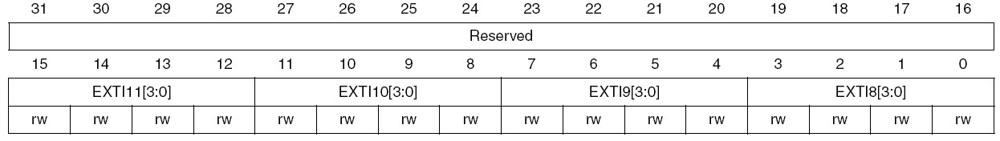 31 30 29 28 27 26 25 24 23 22 21 20 19 18 17 16
Reserved
15 14 13 12 11 10 9 8 7 6 5 4 3 2 1 0
EXTI11[3:0] EXTI10[3:0] EXTI9[3:0] EXTI8[3:0]
rw rw rw rw rw rw rw rw rw rw rw rw rw rw rw rw